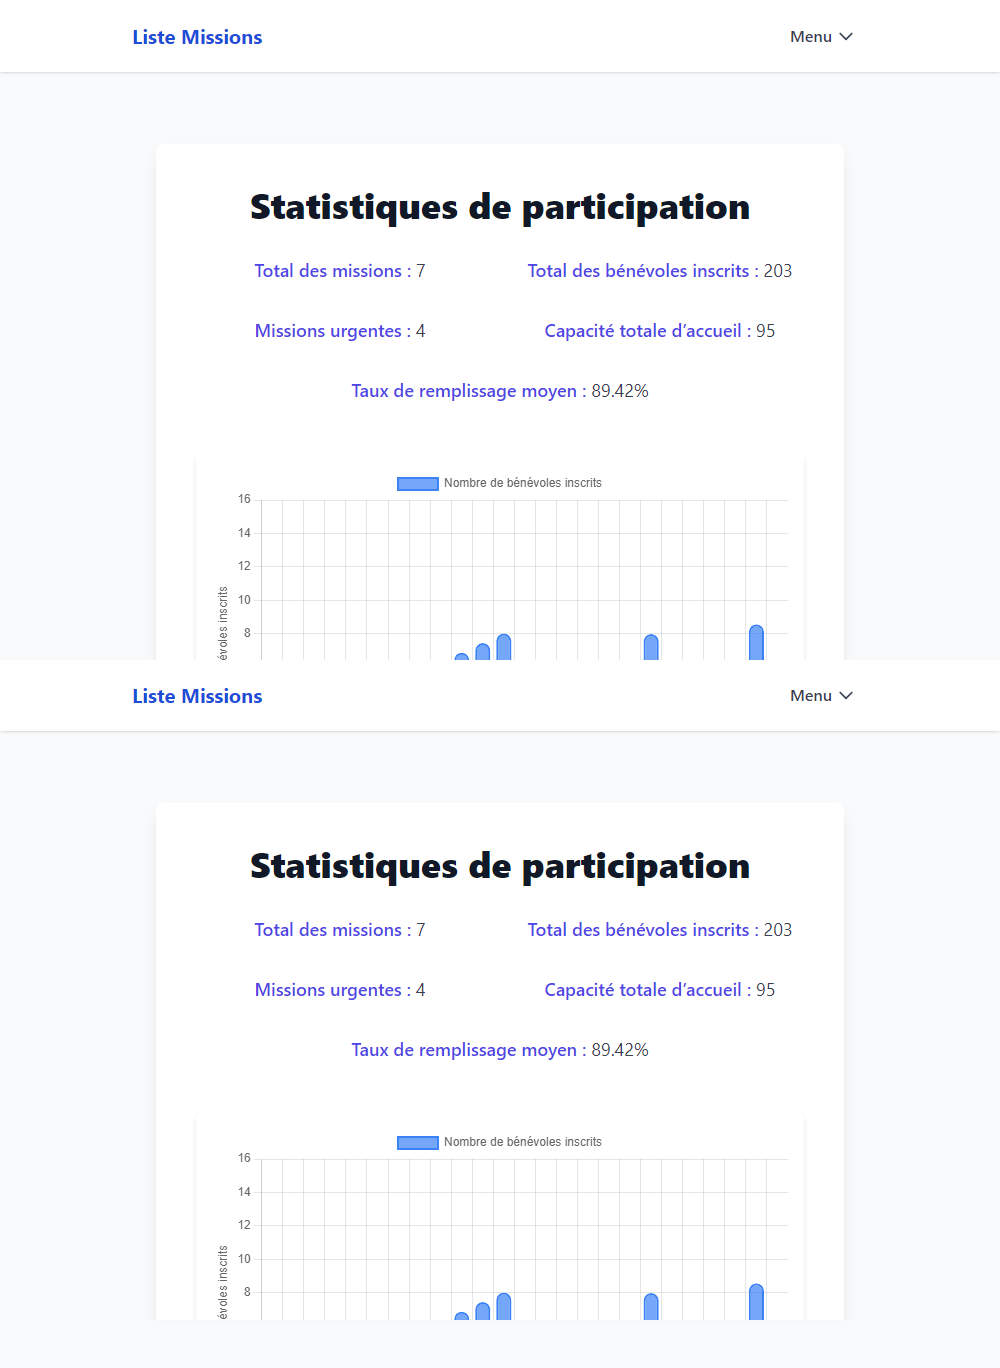 Liste Missions
Menu
Statistiques de participation
Total des missions : 7
Total des bénévoles inscrits : 203
Missions urgentes : 4
Capacité totale d’accueil : 95
Taux de remplissage moyen : 89.42%
Nombre de bénévoles inscrits
16
14
12
10
8
évoles inscrits
Liste Missions
Menu
Statistiques de participation
Total des missions : 7
Total des bénévoles inscrits : 203
Missions urgentes : 4
Capacité totale d’accueil : 95
Taux de remplissage moyen : 89.42%
Nombre de bénévoles inscrits
16
14
12
10
8
évoles inscrits